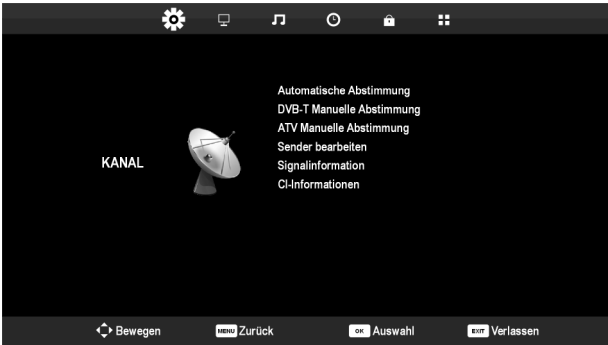 Automatische Abstimmung
DVB-T Manuelle Abstimmung
ATV Manuelle Abstimmung
Sender bearbeiten
KANAL
Signalinformation
CI-Informationen
Bewegen MENU Zurück OK Auswahl EXIT Verlassen